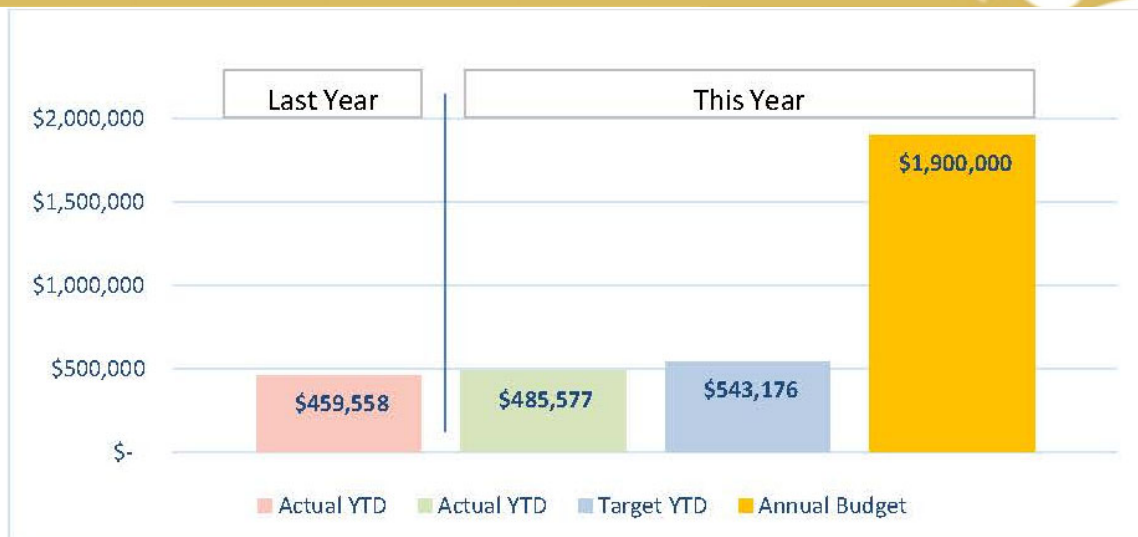 Last Year
This Year
$2,000,000
$1,900,000
$1,500,000
$1,000,000
$500,000
$459,558
$485,577
$543,176
$-
Actual YTD
Actual YTD
Target YTD
Annual Budget